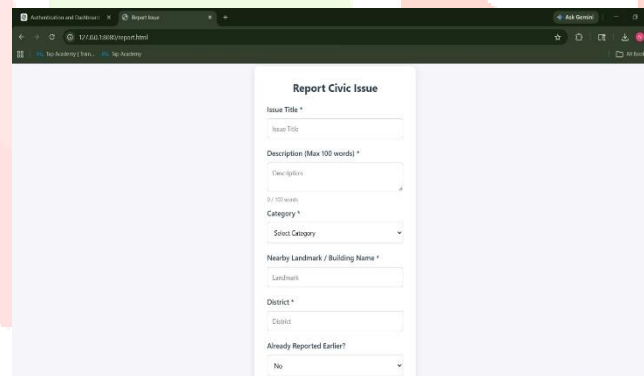 Authentication and Dashboard
Report Issue
Ask Gemini
127.0.0.1:8080/report.html
Tap Academy
Tap Academy
Report Civic Issue
Issue Title *
Issue Title
Description (Max 100 words) *
Description
0 / 100 words
Category *
Select Category
Nearby Landmark / Building Name *
Landmark
District *
District
Already Reported Earlier?
No